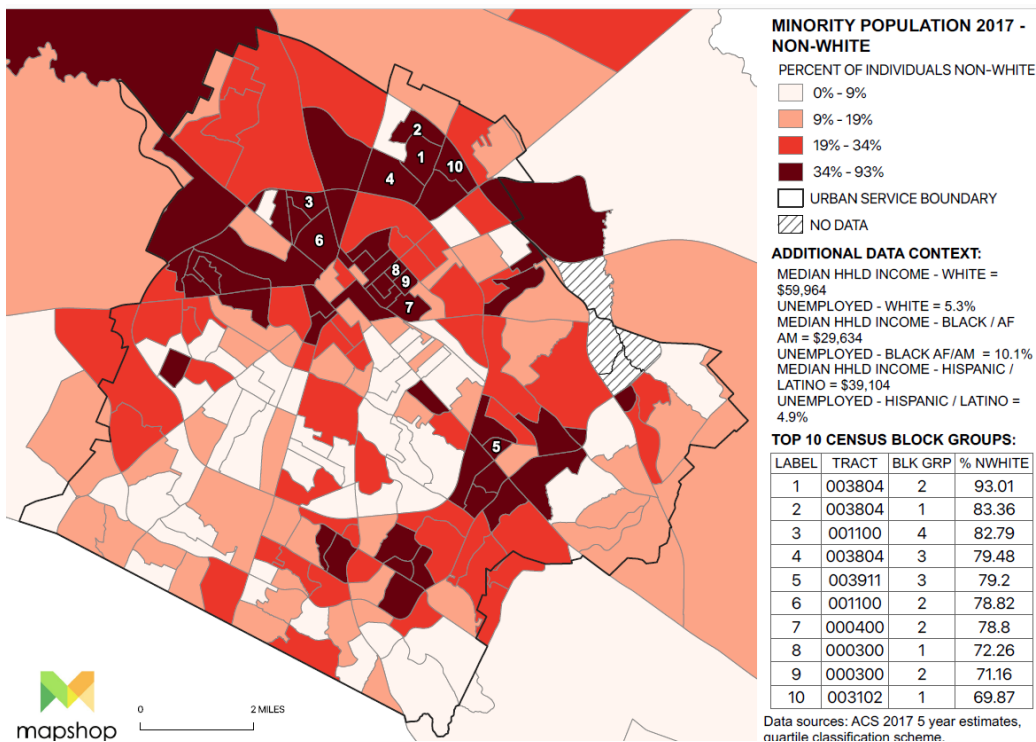 MINORITY POPULATION 2017 -
NON-WHITE
PERCENT OF INDIVIDUALS NON-WHITE
0% - 9%
9% - 19%
19% - 34%
34% - 93%
URBAN SERVICE BOUNDARY
NO DATA
ADDITIONAL DATA CONTEXT:
MEDIAN HHLD INCOME - WHITE =
$59,964
UNEMPLOYED - WHITE = 5.3%
MEDIAN HHLD INCOME - BLACK / AF
AM = $29,634
UNEMPLOYED - BLACK AF/AM = 10.1%
MEDIAN HHLD INCOME - HISPANIC /
LATINO = $39,104
UNEMPLOYED - HISPANIC / LATINO =
4.9%
TOP 10 CENSUS BLOCK GROUPS:
LABEL TRACT BLK GRP % NWHITE
1 003804 2 93.01
2 003804 1 83.36
3 001100 4 82.79
4 003804 3 79.48
5 003911 3 79.2
6 001100 2 78.82
7 000400 2 78.8
8 000300 1 72.26
9 000300 2 71.16
10 003102 1 69.87
Data sources: ACS 2017 5 year estimates,
quartile classification scheme.
2
1
10
4
3
6
8
9
7
5
mapshop
0 2 MILES